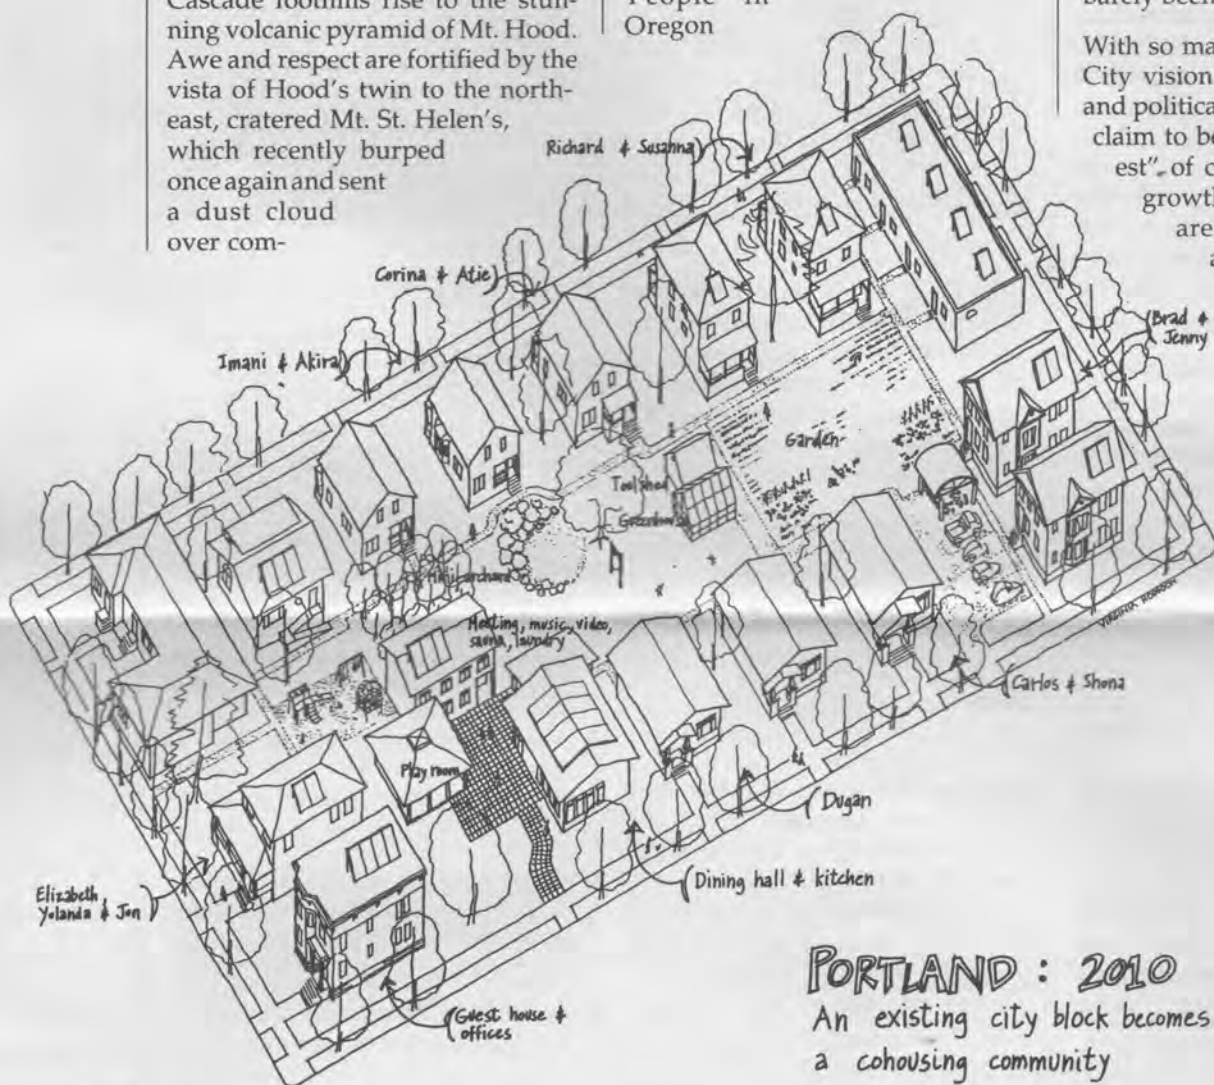 Cascade foothills rise to the stun-
ning volcanic pyramid of Mt. Hood.
Awe and respect are fortified by the
vista of Hood's twin to the north-
east, cratered Mt. St. Helen's,
which recently burped
once again and sent
a dust cloud
over com-
People in
Oregon
With so ma
City vision
and politica
claim to be
est" of c
growth
are
a
Richard & Susanna
Corina & Atie
Imani & Akira
Brad &
Jenny
Garden
Tool shed
Greenhouse
Mini-orchard
Meeting, music, video,
sauna, laundry
Play room
Carlos & Shona
Dugan
Dining hall & kitchen
Elizabeth,
Yolanda & Jon
Guest house &
offices
PORTLAND : 2010
An existing city block becomes
a cohousing community